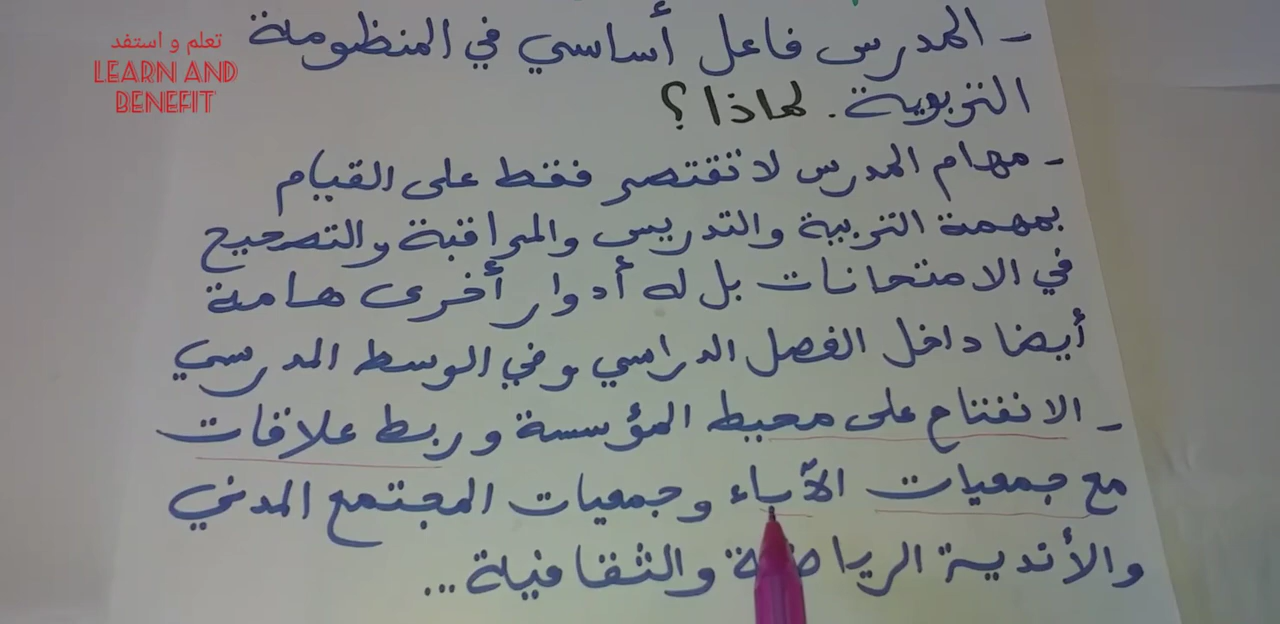 تعلم و استفد
LEARN AND
BENEFIT
- المدرس فاعل أساسي في المنظومة
التربوية. لماذا؟
- مهام المدرس لا تقتصر فقط على القيام
بمهمة التربية والتدريس والمراقبة والتصحيح
في الامتحانات بل له أدوار أخرى هامة
أيضا داخل الفصل الدراسي وفي الوسط المدرسي
- الانفتاح على محيط المؤسسة وربط علاقات
مع جمعيات الآباء وجمعيات المجتمع المدني
والأندية الرياضية والثقافية...